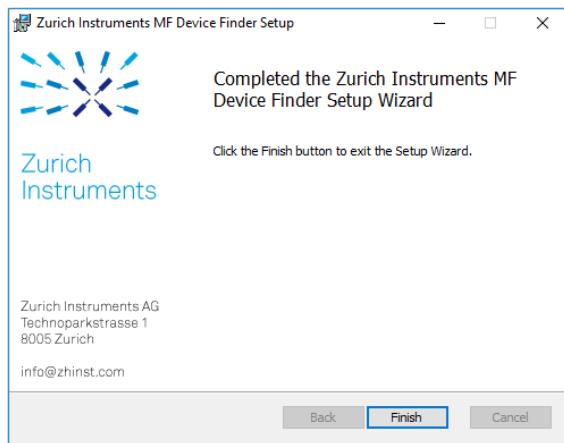 Zurich Instruments MF Device Finder Setup
Completed the Zurich Instruments MF
Device Finder Setup Wizard
Click the Finish button to exit the Setup Wizard.
Zurich
Instruments
Zurich Instruments AG
Technoparkstrasse 1
8005 Zurich
info@zhinst.com
Back Finish Cancel